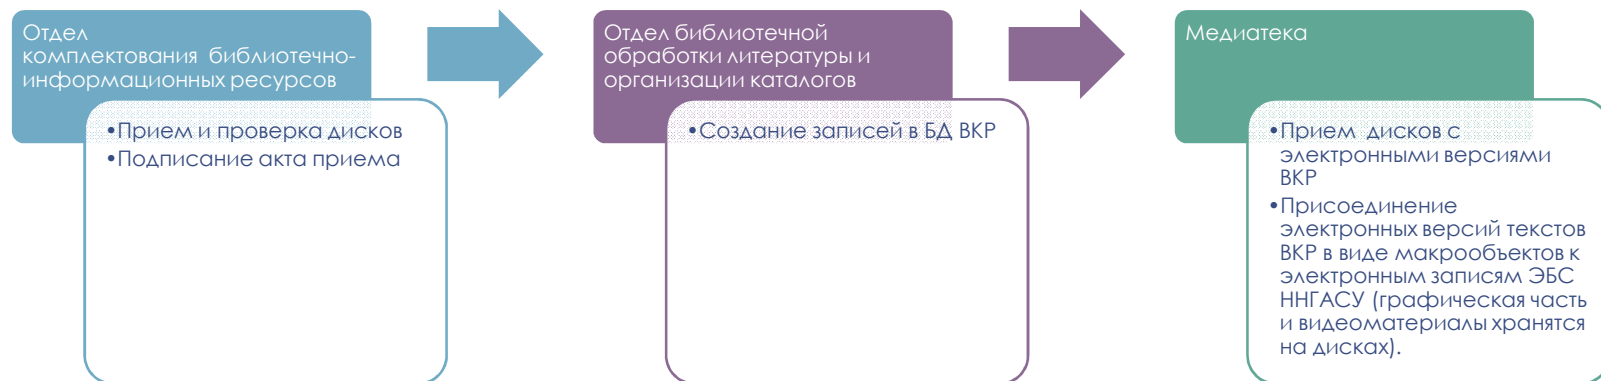 Отдел
комплектования библиотечно-
информационных ресурсов
•Прием и проверка дисков
•Подписание акта приема
Отдел библиотечной
обработки литературы и
организации каталогов
•Создание записей в БД ВКР
Медиатека
•Прием дисков с
электронными версиями
ВКР
•Присоединение
электронных версий текстов
ВКР в виде макрообъектов к
электронным записям ЭБС
ННГАСУ (графическая часть
и видеоматериалы хранятся
на дисках).